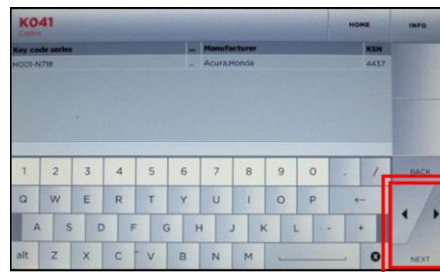 K041
Codes
HOME
INFO
Key code series ... Manufacturer KSN
H001-N718 ... Acura,Honda 4437
1 2 3 4 5 6 7 8 9 0 . / BACK
Q W E R T Y U I O P ←
A S D F G H J K L - +
alt Z X C V B N M NEXT